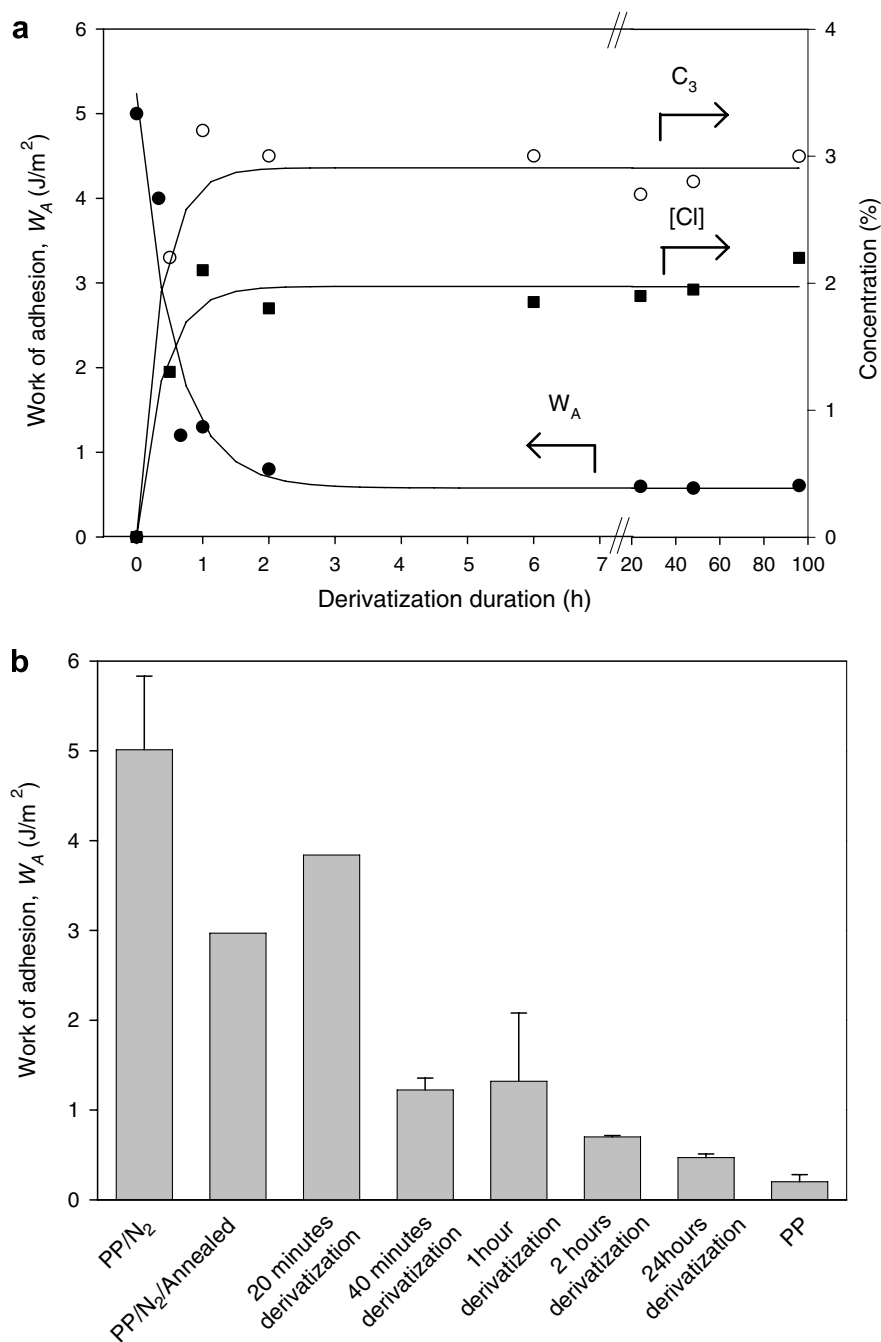 a
6
5
4
3
2
1
0
Work of adhesion, W_A (J/m²)
4
3
2
1
0
Concentration (%)
C₃
[Cl]
W_A
0 1 2 3 4 5 6 7 20 40 60 80 100
Derivatization duration (h)
b
6
5
4
3
2
1
0
Work of adhesion, W_A (J/m²)
PP/N₂
PP/N₂/Annealed
20 minutes
derivatization
40 minutes
derivatization
1hour
derivatization
2 hours
derivatization
24hours
derivatization
PP